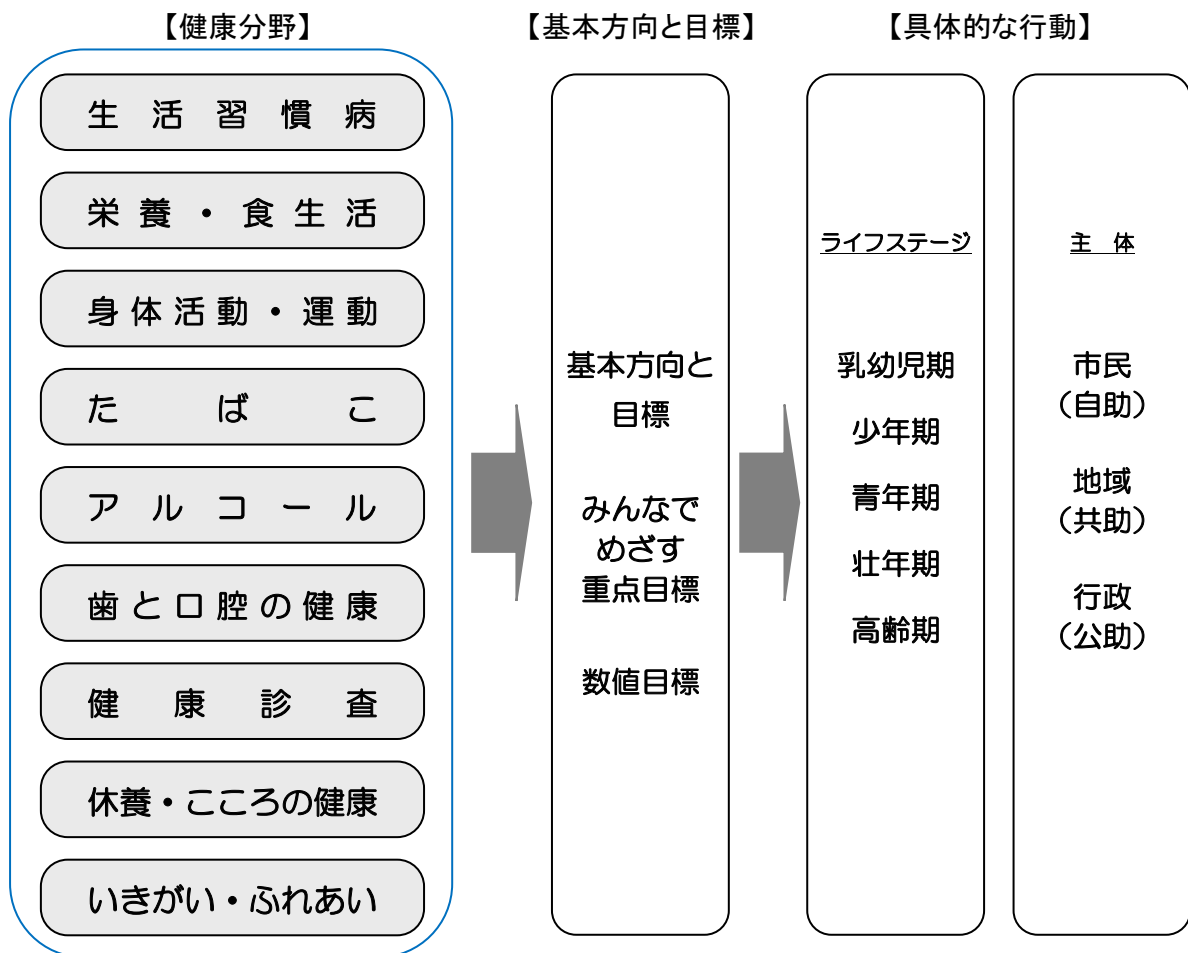 【健康分野】
生活習慣病
栄養・食生活
身体活動・運動
たばこ
アルコール
歯と口腔の健康
健康診査
休養・こころの健康
いきがい・ふれあい
【基本方向と目標】
基本方向と
目標
みんなで
めざす
重点目標
数値目標
【具体的な行動】
ライフステージ
乳幼児期
少年期
青年期
壮年期
高齢期
主体
市民
（自助）
地域
（共助）
行政
（公助）